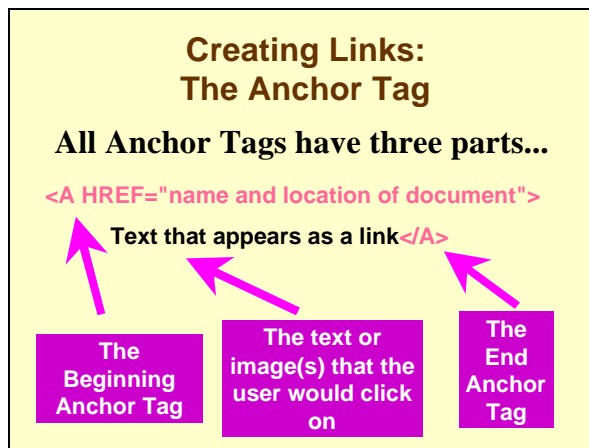 Creating Links:
The Anchor Tag
All Anchor Tags have three parts...
<A HREF="name and location of document">
Text that appears as a link</A>
The
Beginning
Anchor Tag
The text or
image(s) that the
user would click
on
The
End
Anchor
Tag